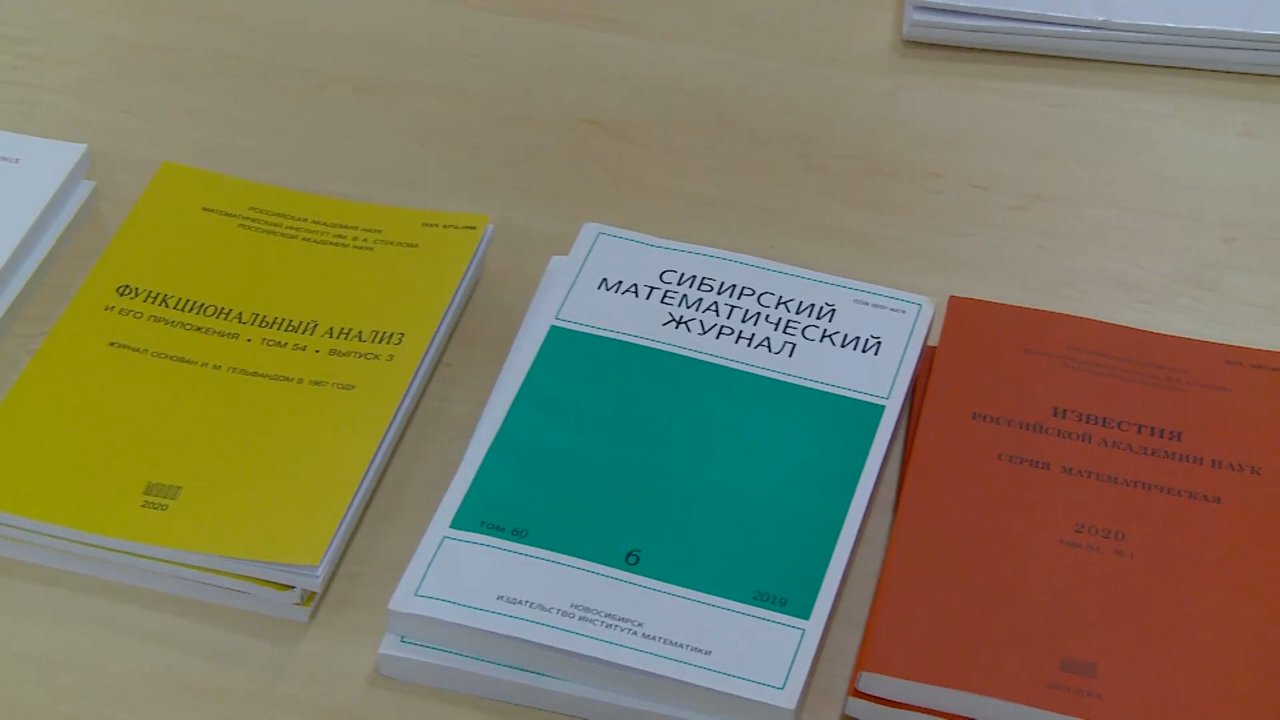 РОССИЙСКАЯ АКАДЕМИЯ НАУК
МАТЕМАТИЧЕСКИЙ ИНСТИТУТ ИМ. В. А. СТЕКЛОВА
РОССИЙСКОЙ АКАДЕМИИ НАУК
ФУНКЦИОНАЛЬНЫЙ АНАЛИЗ
И ЕГО ПРИЛОЖЕНИЯ • ТОМ 54 • ВЫПУСК 3
ЖУРНАЛ ОСНОВАН И. М. ГЕЛЬФАНДОМ В 1967 ГОДУ
2020
СИБИРСКИЙ
МАТЕМАТИЧЕСКИЙ
ЖУРНАЛ
ТОМ 60
6
2019
НОВОСИБИРСК
ИЗДАТЕЛЬСТВО ИНСТИТУТА МАТЕМАТИКИ
ИЗВЕСТИЯ
РОССИЙСКОЙ АКАДЕМИИ НАУК
СЕРИЯ МАТЕМАТИЧЕСКАЯ
2020
МОСКВА